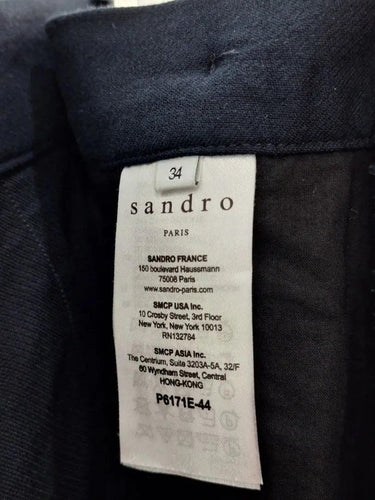 34
sandro
PARIS
SANDRO FRANCE
150 boulevard Haussmann
75008 Paris
www.sandro-paris.com
SMCP USA Inc.
10 Crosby Street, 3rd Floor
New York, New York 10013
RN132784
SMCP ASIA Inc.
The Centrium, Suite 3203A-5A, 32/F
60 Wyndham Street, Central
HONG-KONG
P6171E-44